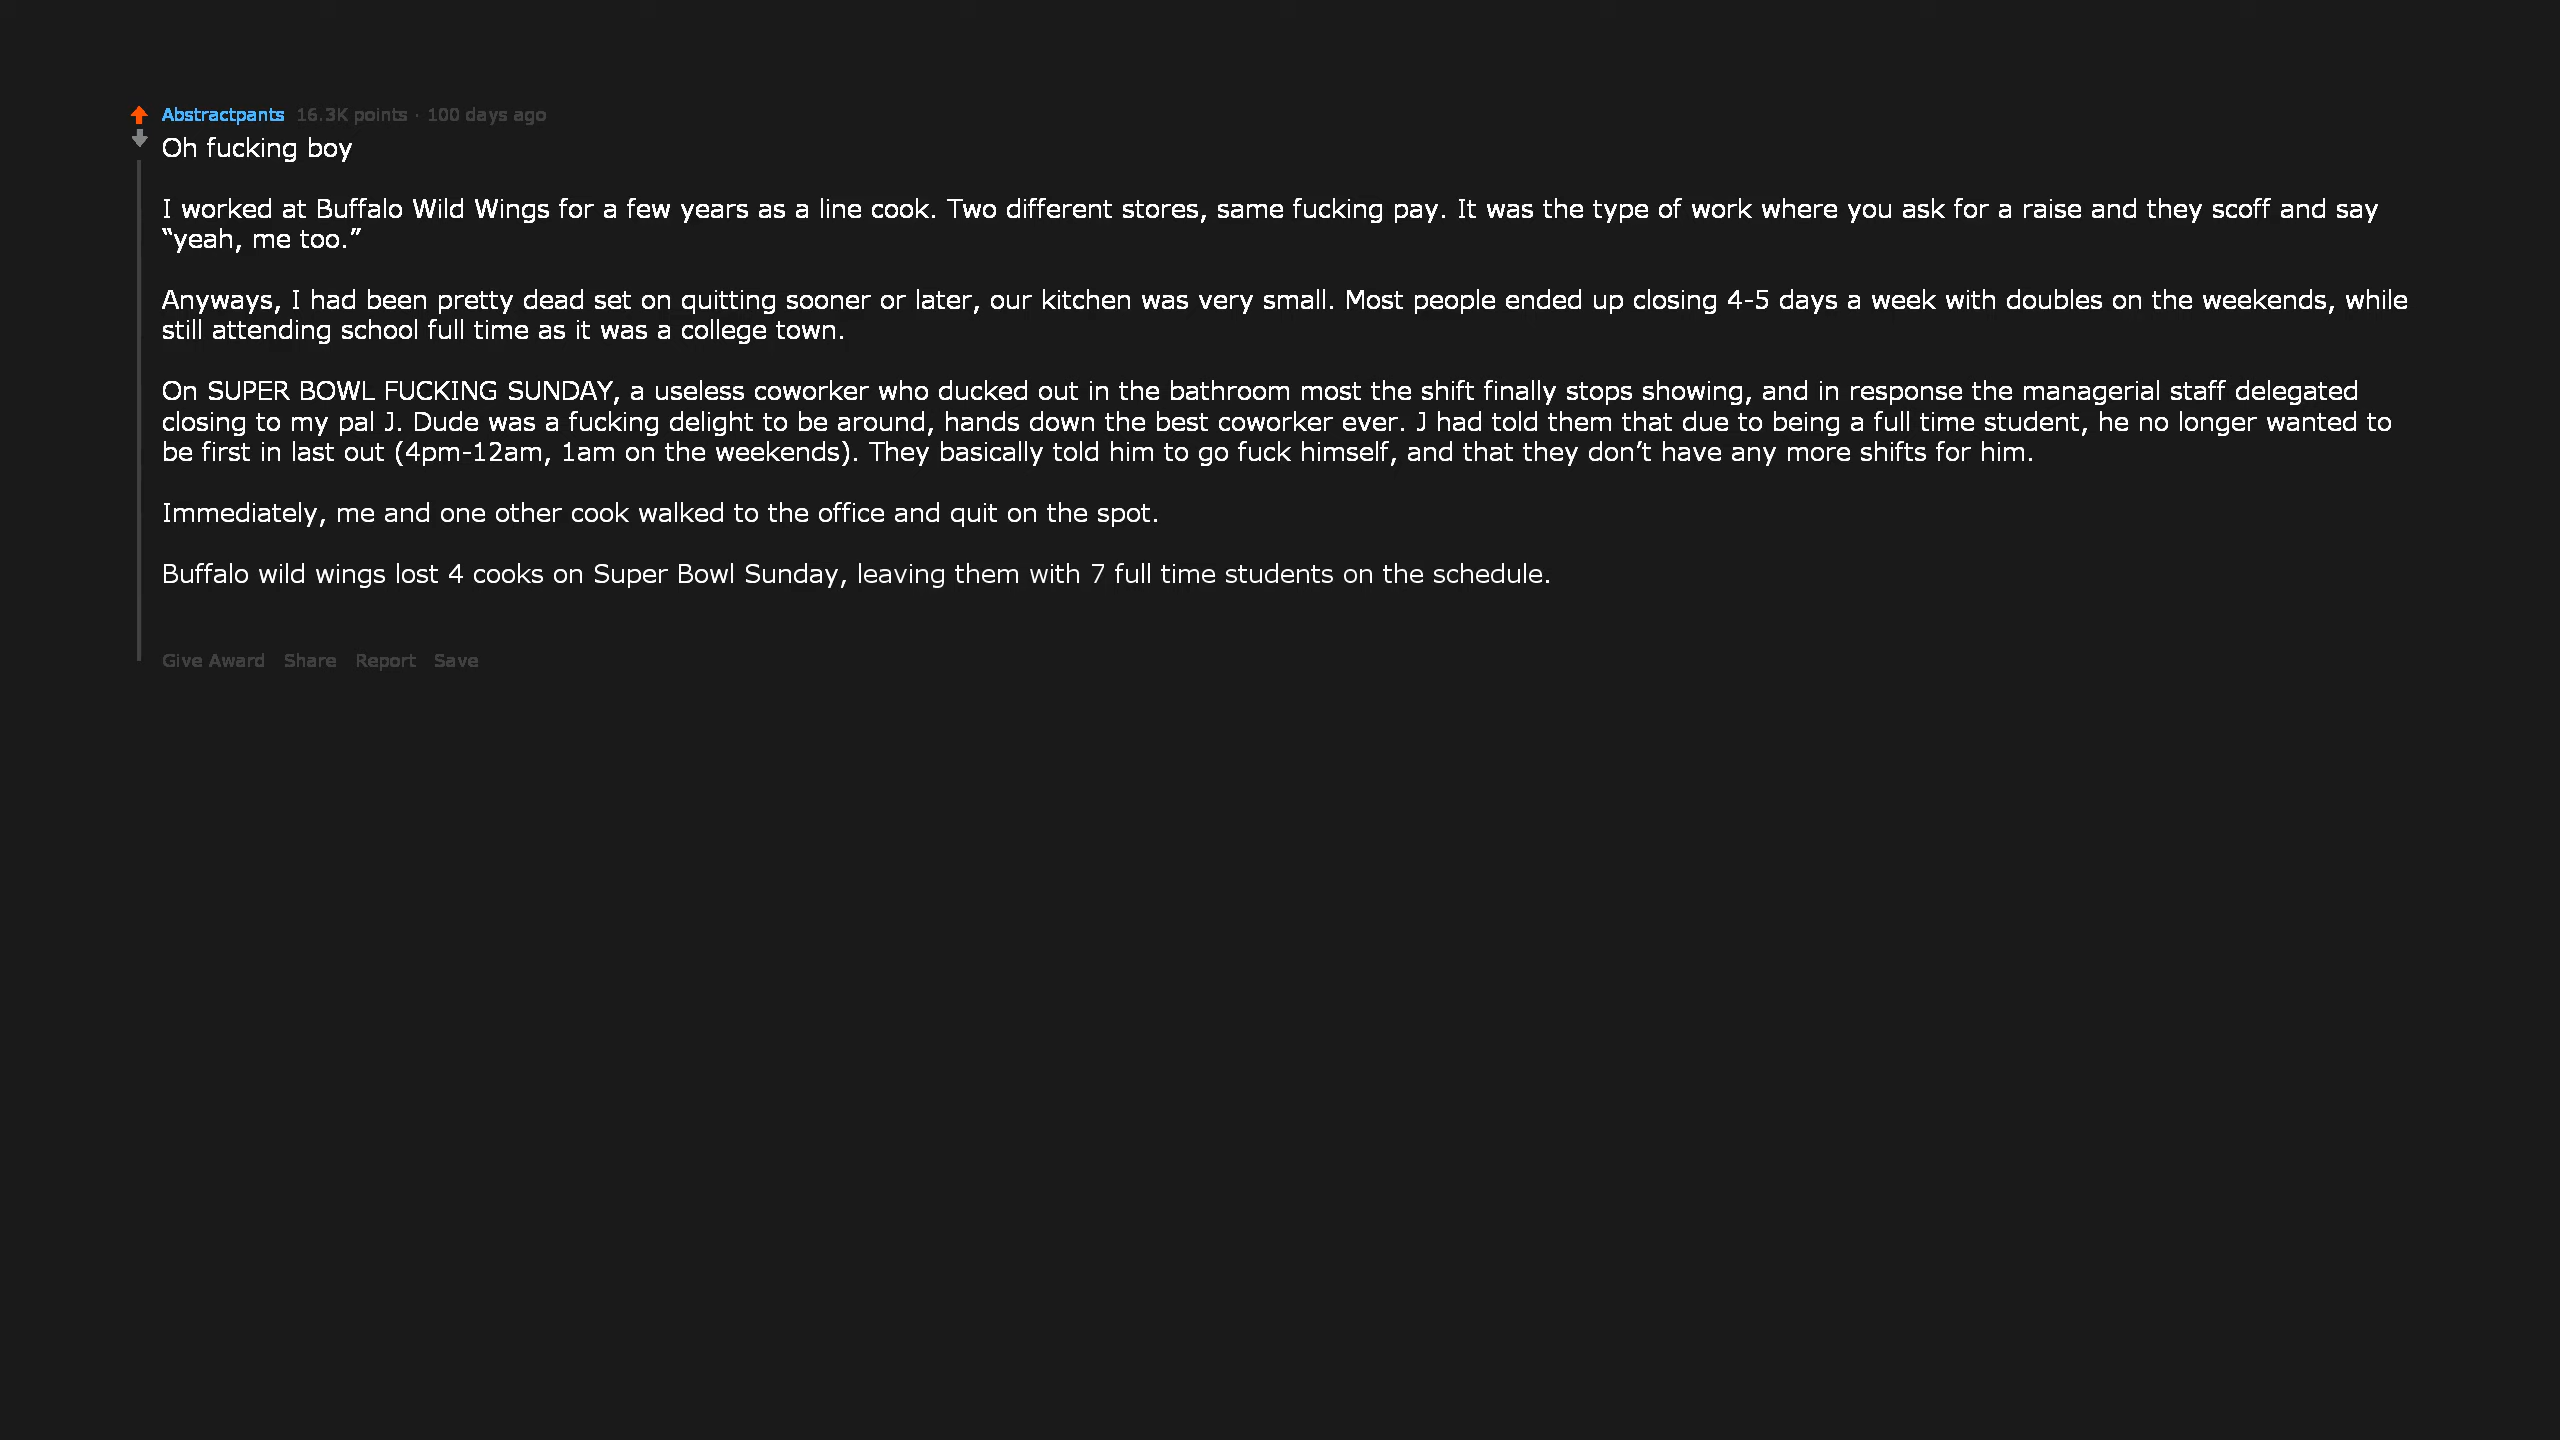 Abstractpants 16.3K points · 100 days ago
Oh fucking boy
I worked at Buffalo Wild Wings for a few years as a line cook. Two different stores, same fucking pay. It was the type of work where you ask for a raise and they scoff and say
“yeah, me too.”
Anyways, I had been pretty dead set on quitting sooner or later, our kitchen was very small. Most people ended up closing 4-5 days a week with doubles on the weekends, while
still attending school full time as it was a college town.
On SUPER BOWL FUCKING SUNDAY, a useless coworker who ducked out in the bathroom most the shift finally stops showing, and in response the managerial staff delegated
closing to my pal J. Dude was a fucking delight to be around, hands down the best coworker ever. J had told them that due to being a full time student, he no longer wanted to
be first in last out (4pm-12am, 1am on the weekends). They basically told him to go fuck himself, and that they don’t have any more shifts for him.
Immediately, me and one other cook walked to the office and quit on the spot.
Buffalo wild wings lost 4 cooks on Super Bowl Sunday, leaving them with 7 full time students on the schedule.
Give Award Share Report Save